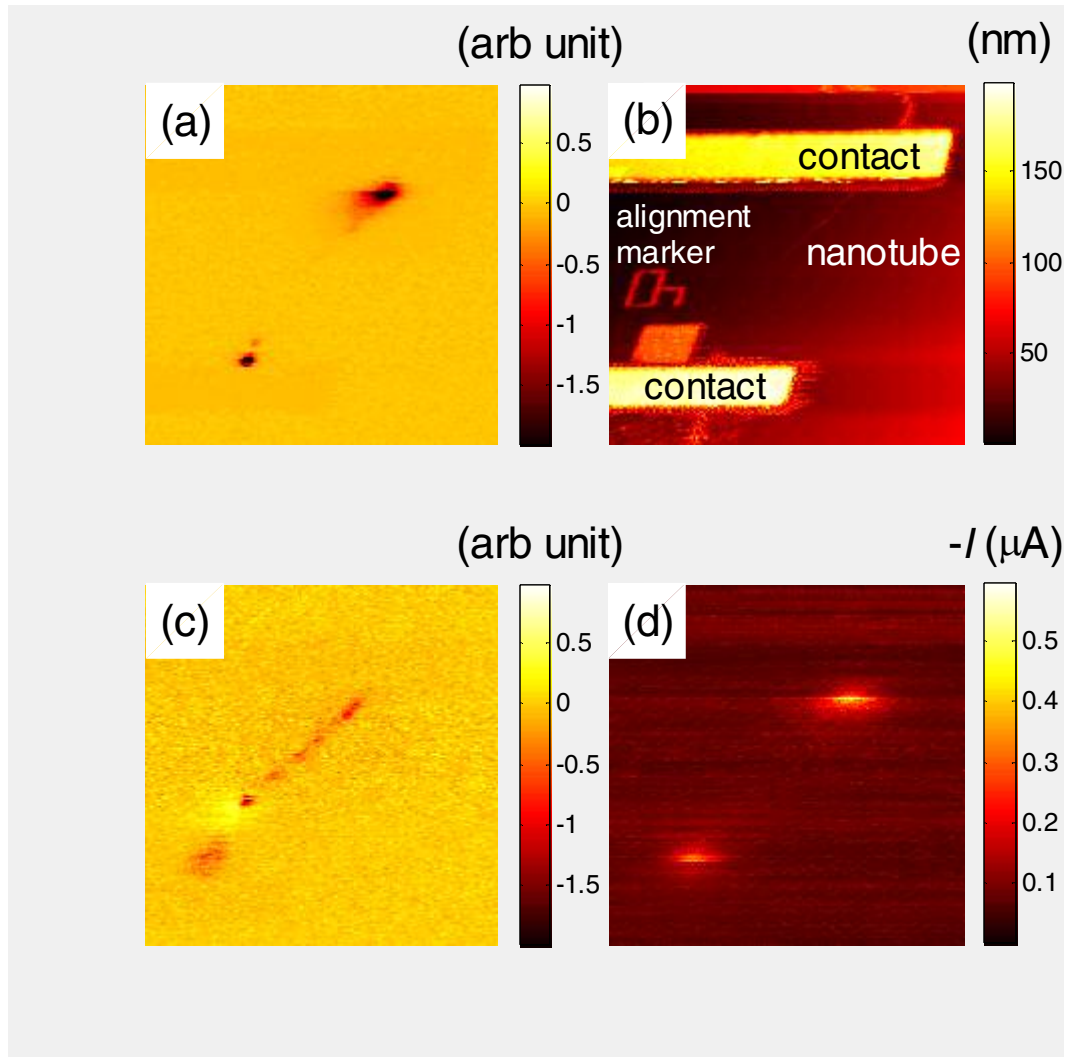 (arb unit)
(nm)
(a)
0.5
0
-0.5
-1
-1.5
(b)
contact
alignment
marker
nanotube
contact
150
100
50
(arb unit)
-I (μA)
(c)
0.5
0
-0.5
-1
-1.5
(d)
0.5
0.4
0.3
0.2
0.1